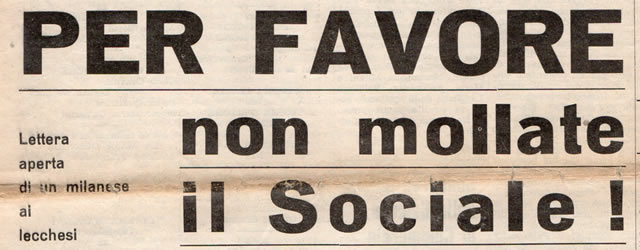 PER FAVORE
non mollate
il Sociale !
Lettera
aperta
di un milanese
ai
lecchesi